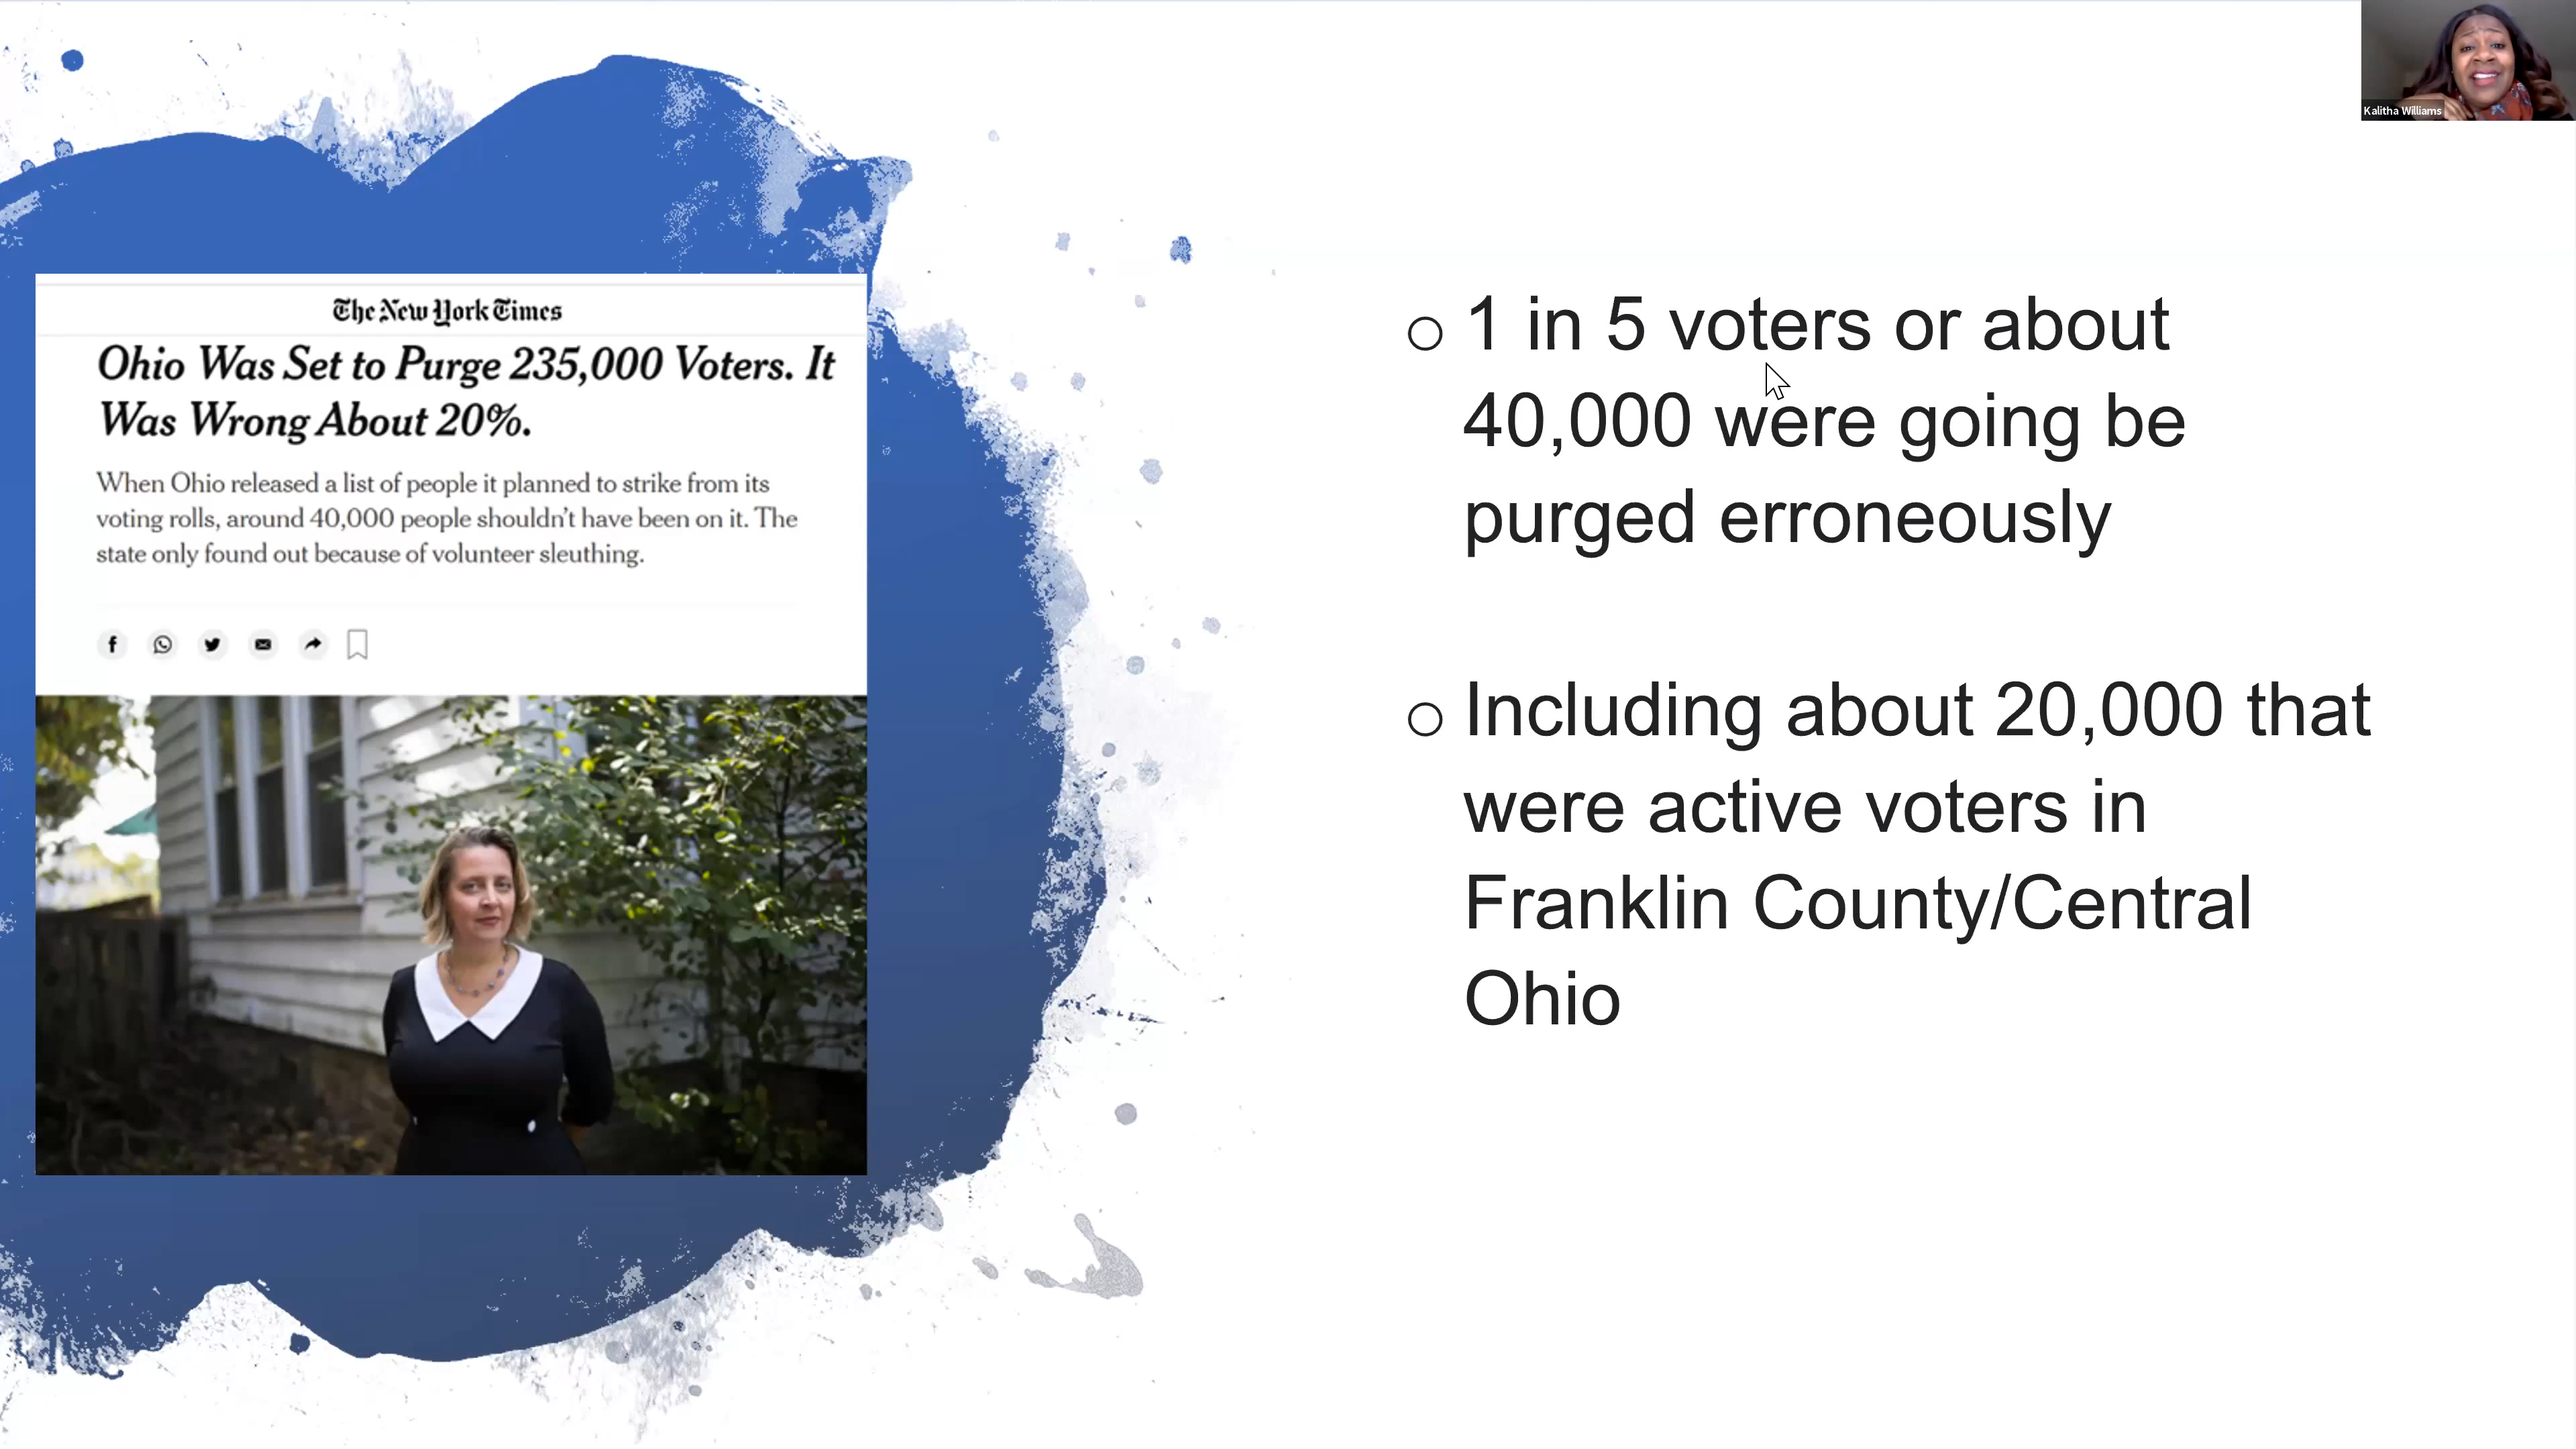 Kalitha Williams
The New York Times
Ohio Was Set to Purge 235,000 Voters. It
Was Wrong About 20%.
When Ohio released a list of people it planned to strike from its
voting rolls, around 40,000 people shouldn't have been on it. The
state only found out because of volunteer sleuthing.
1 in 5 voters or about
40,000 were going be
purged erroneously
Including about 20,000 that
were active voters in
Franklin County/Central
Ohio